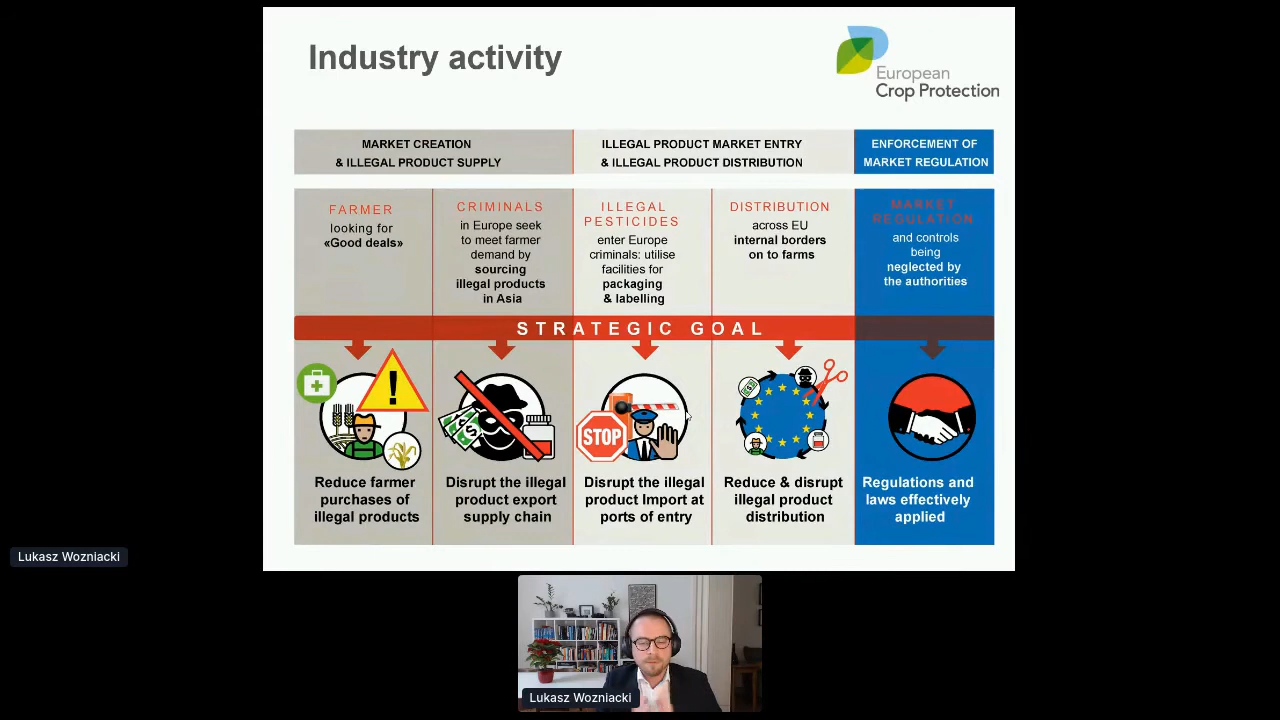 Industry activity
European
Crop Protection
MARKET CREATION
& ILLEGAL PRODUCT SUPPLY
ILLEGAL PRODUCT MARKET ENTRY
& ILLEGAL PRODUCT DISTRIBUTION
ENFORCEMENT OF
MARKET REGULATION
FARMER
looking for
«Good deals»
CRIMINALS
in Europe seek
to meet farmer
demand by
sourcing
illegal products
in Asia
ILLEGAL
PESTICIDES
enter Europe
criminals: utilise
facilities for
packaging
& labelling
DISTRIBUTION
across EU
internal borders
on to farms
MARKET
REGULATION
and controls
being
neglected by
the authorities
STRATEGIC GOAL
STOP
Reduce farmer
purchases of
illegal products
Disrupt the illegal
product export
supply chain
Disrupt the illegal
product Import at
ports of entry
Reduce & disrupt
illegal product
distribution
Regulations and
laws effectively
applied
Lukasz Wozniacki
Lukasz Wozniacki